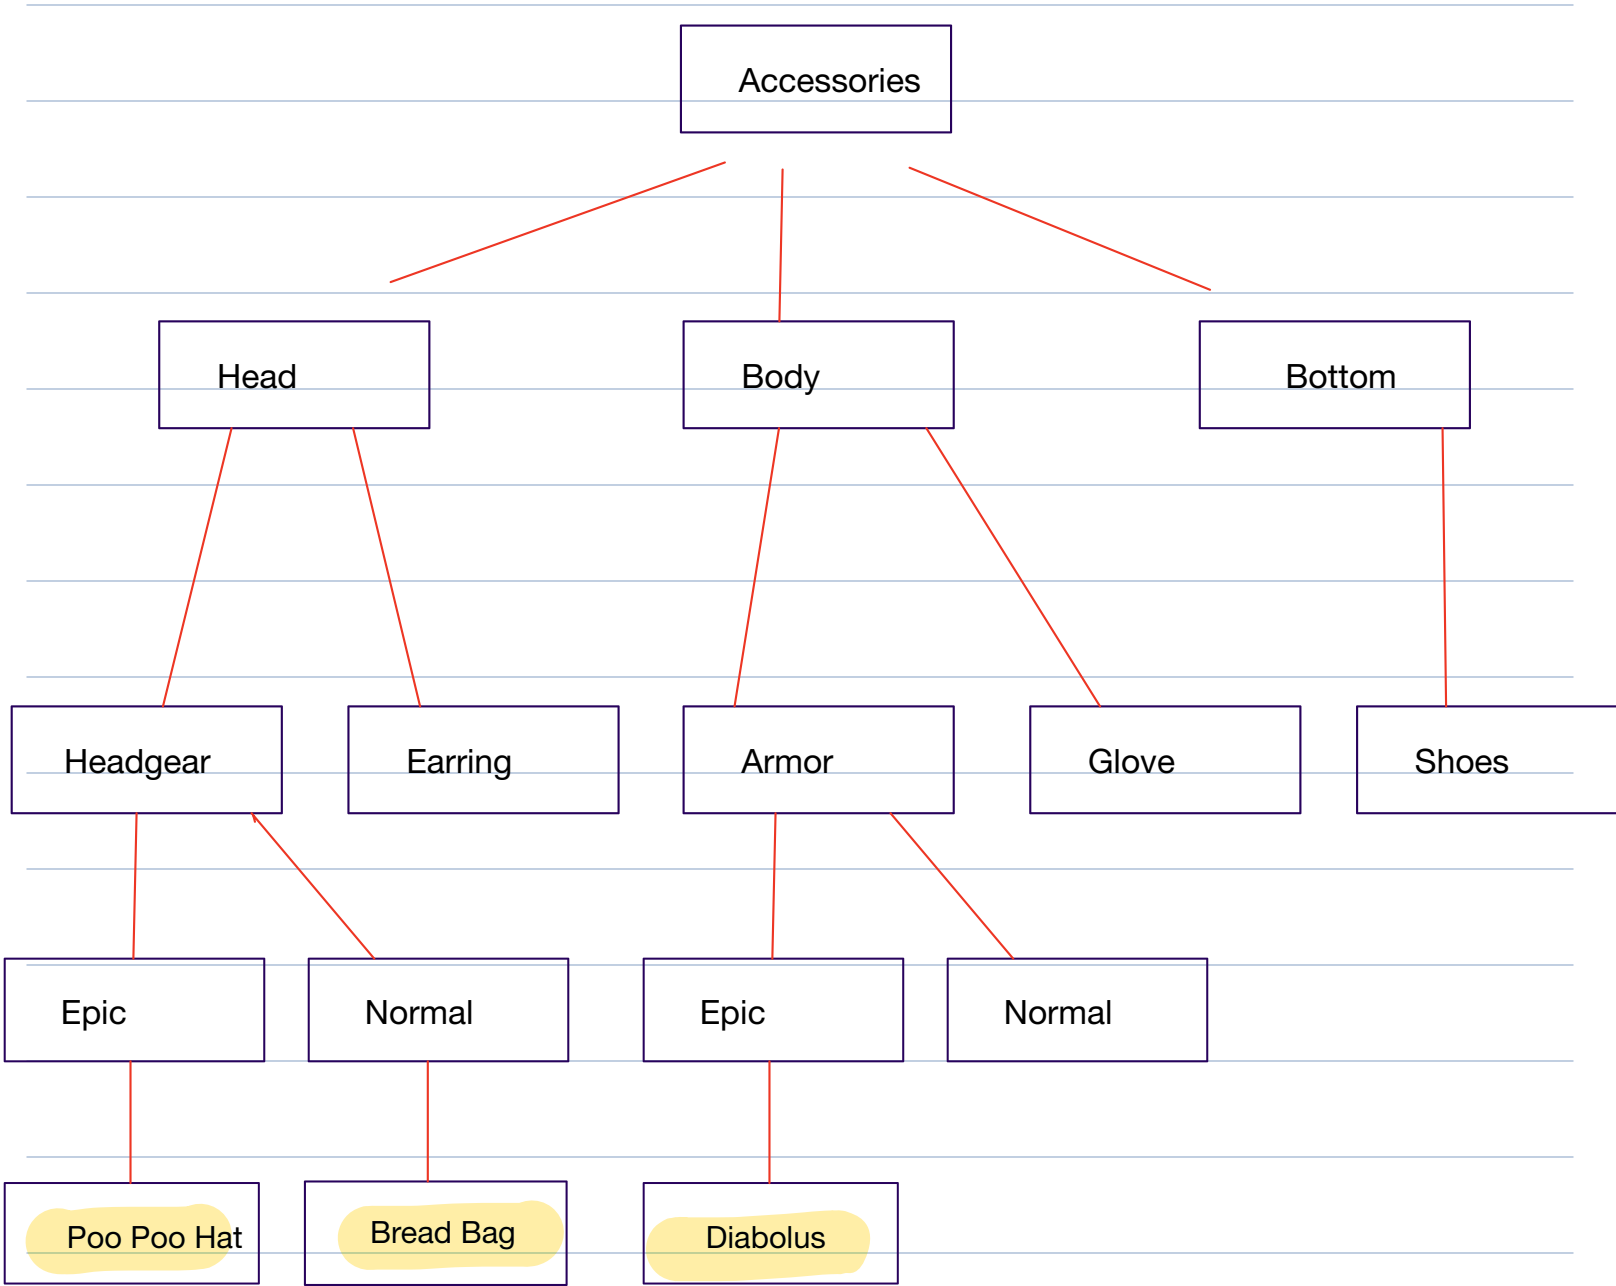 Accessories
Head
Body
Bottom
Headgear
Earring
Armor
Glove
Shoes
Epic
Normal
Epic
Normal
Poo Poo Hat
Bread Bag
Diabolus